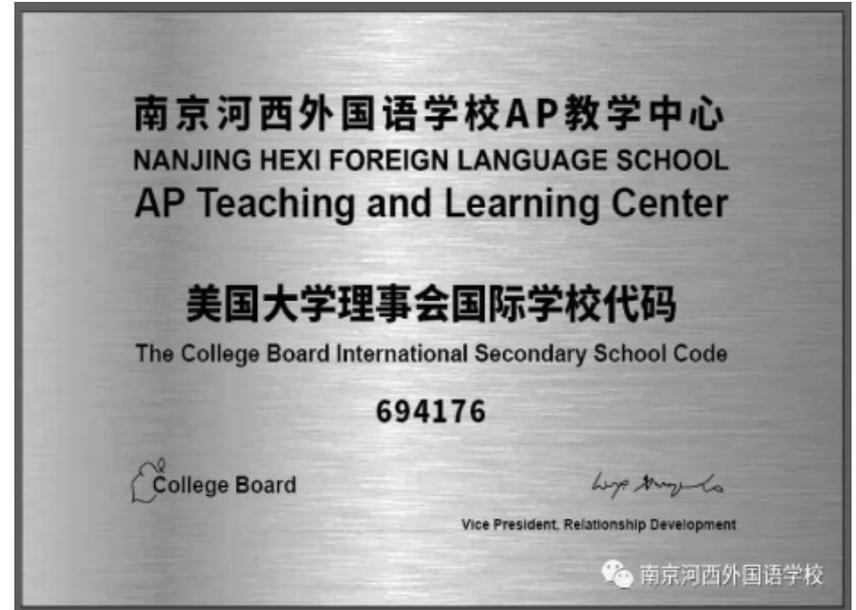 南京河西外国语学校AP教学中心
NANJING HEXI FOREIGN LANGUAGE SCHOOL
AP Teaching and Learning Center
美国大学理事会国际学校代码
The College Board International Secondary School Code
694176
College Board
Vice President, Relationship Development
南京河西外国语学校